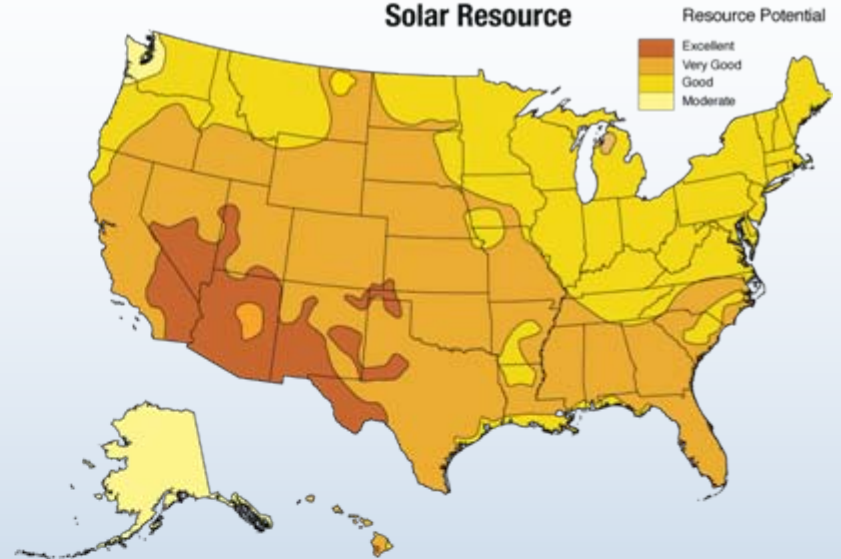 Solar Resource
Resource Potential
Excellent
Very Good
Good
Moderate